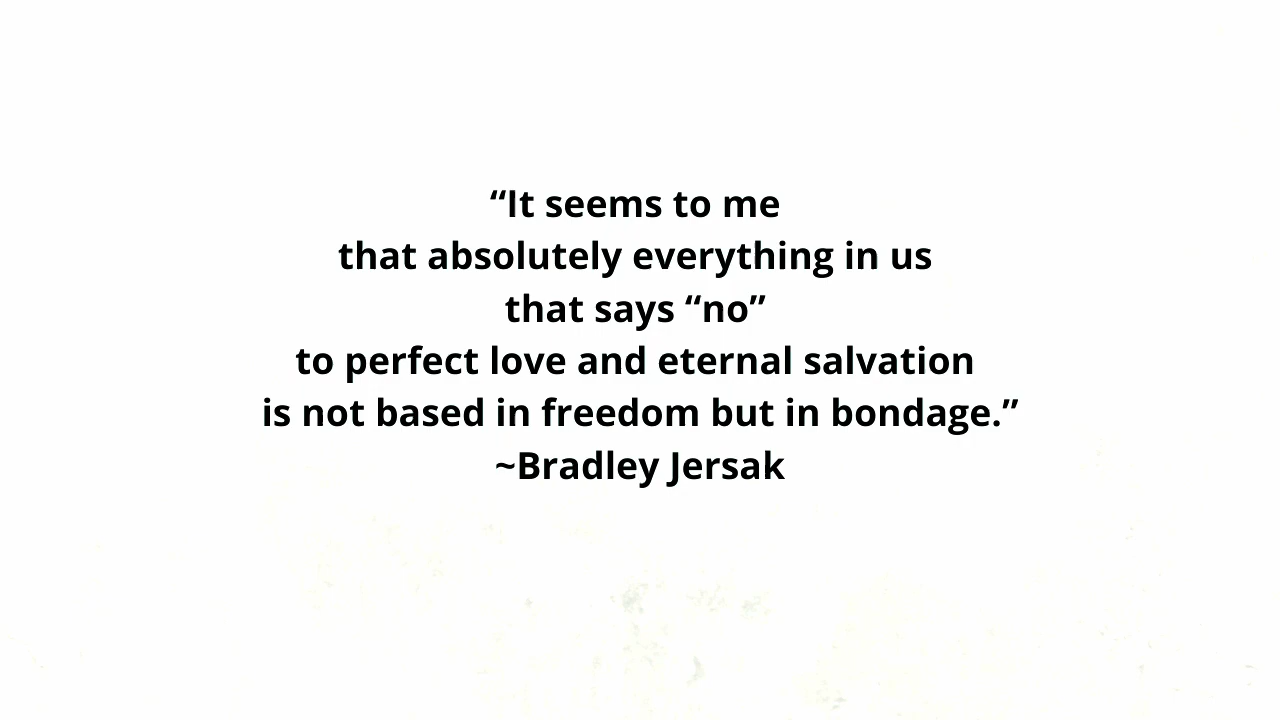 “It seems to me
that absolutely everything in us
that says “no”
to perfect love and eternal salvation
is not based in freedom but in bondage.”
~Bradley Jersak